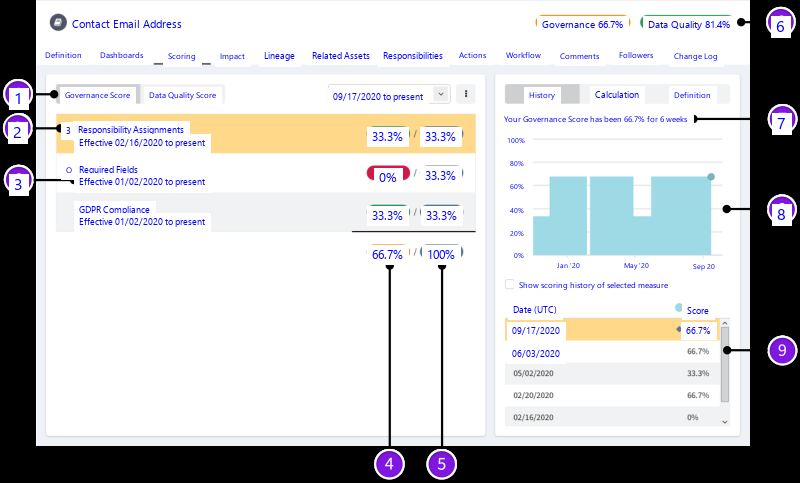 Contact Email Address
Governance 66.7%
Data Quality 81.4%
6
Definition Dashboards Scoring Impact Lineage Related Assets Responsibilities Actions Workflow Comments Followers Change Log
1
Governance Score Data Quality Score 09/17/2020 to present
2
3 Responsibility Assignments
Effective 02/16/2020 to present
33.3% / 33.3%
3
Required Fields
Effective 01/02/2020 to present
0% / 33.3%
GDPR Compliance
Effective 01/02/2020 to present
33.3% / 33.3%
66.7% / 100%
4
5
History Calculation Definition
Your Governance Score has been 66.7% for 6 weeks
7
100%
80%
60%
40%
20%
0%
8
Jan '20 May '20 Sep 20
Show scoring history of selected measure
Date (UTC) Score
09/17/2020 66.7%
06/03/2020 66.7%
05/02/2020 33.3%
02/20/2020 66.7%
02/16/2020 0%
9